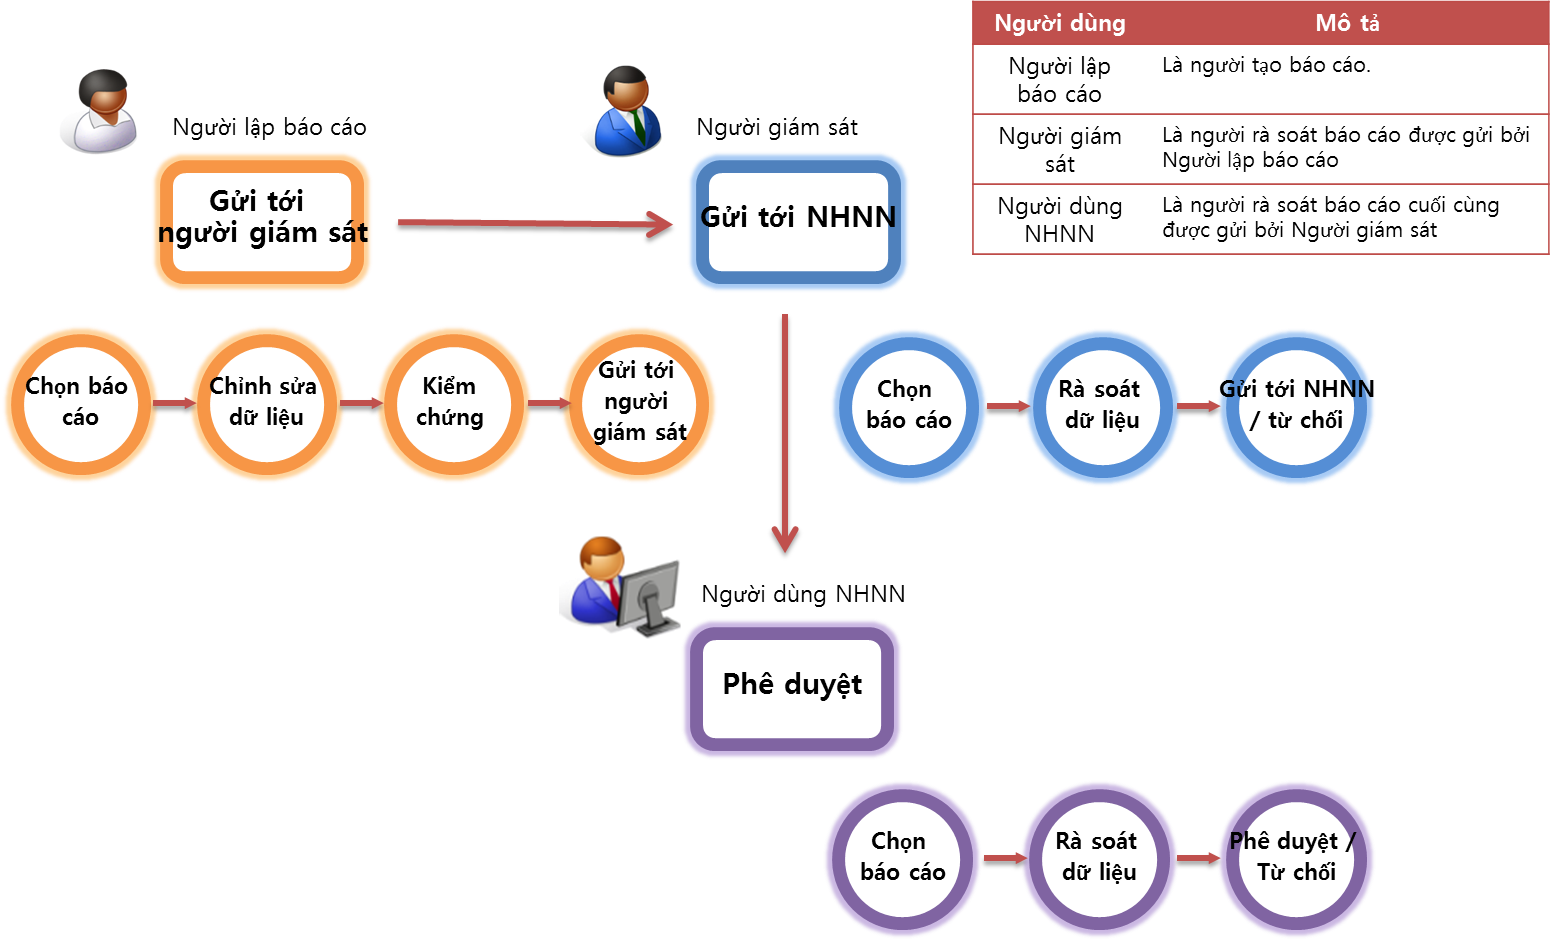 Người dùng
Mô tả
Người lập
báo cáo
Là người tạo báo cáo.
Người giám
sát
Là người rà soát báo cáo được gửi bởi
Người lập báo cáo
Người dùng
NHNN
Là người rà soát báo cáo cuối cùng
được gửi bởi Người giám sát
Người lập báo cáo
Gửi tới
người giám sát
Người giám sát
Gửi tới NHNN
Chọn báo
cáo
Chỉnh sửa
dữ liệu
Kiểm
chứng
Gửi tới
người
giám sát
Chọn
báo cáo
Rà soát
dữ liệu
Gửi tới NHNN
/ từ chối
Người dùng NHNN
Phê duyệt
Chọn
báo cáo
Rà soát
dữ liệu
Phê duyệt /
Từ chối